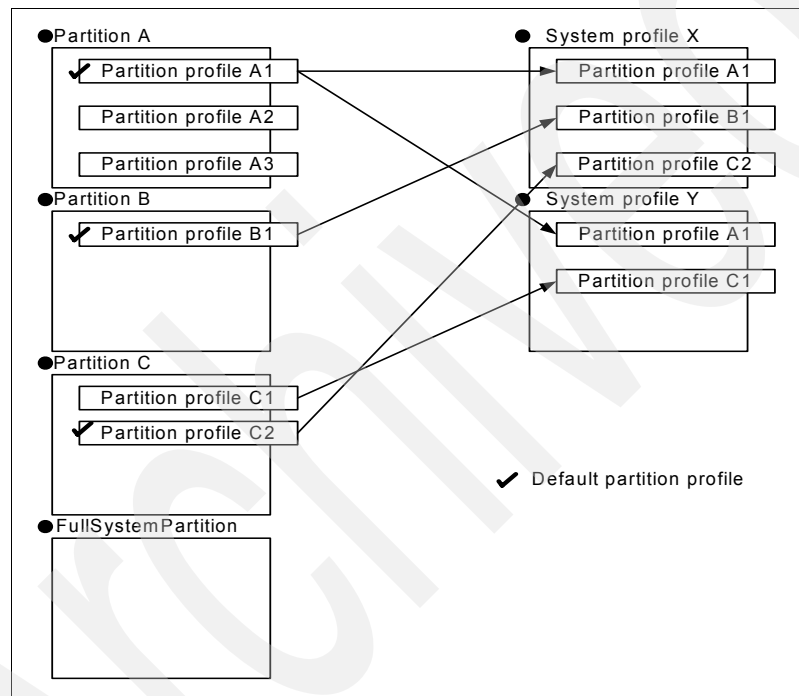 Partition A
Partition profile A1
Partition profile A2
Partition profile A3
Partition B
Partition profile B1
Partition C
Partition profile C1
Partition profile C2
FullSystemPartition
System profile X
Partition profile A1
Partition profile B1
Partition profile C2
System profile Y
Partition profile A1
Partition profile C1
Default partition profile